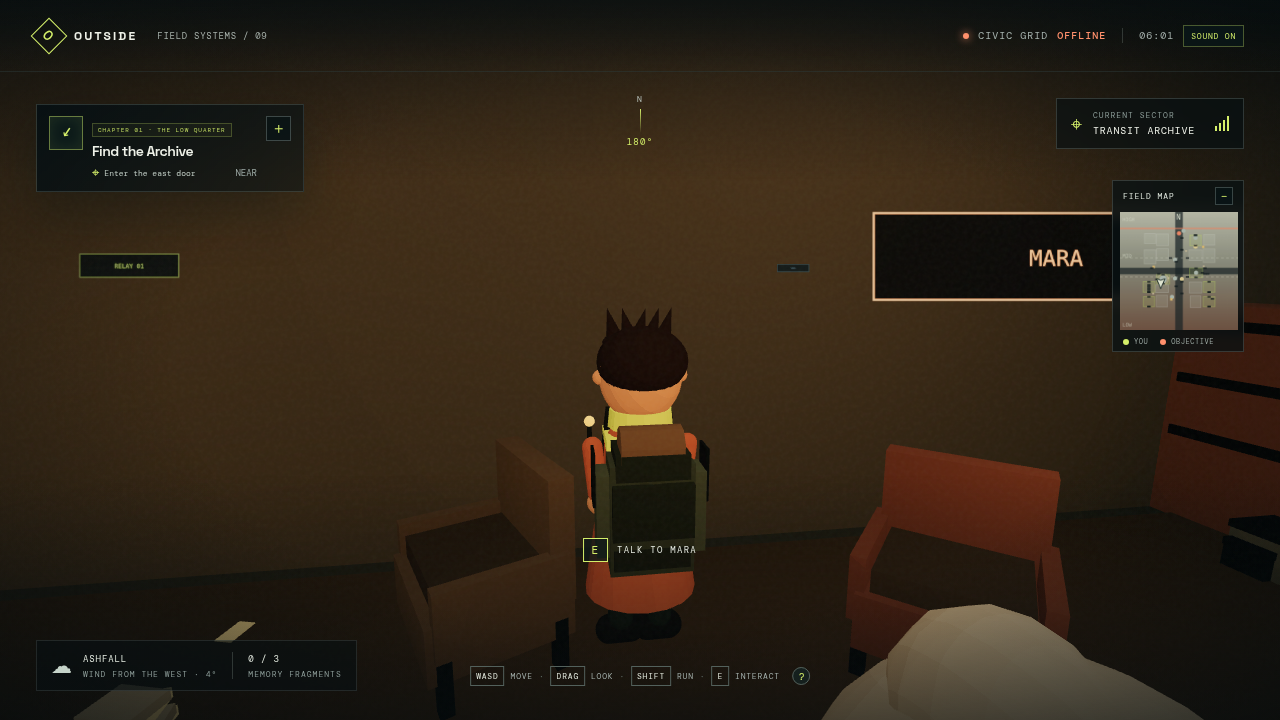 OUTSIDE
FIELD SYSTEMS / 09
CIVIC GRID OFFLINE
06:01
SOUND ON
CHAPTER 01 · THE LOW QUARTER
Find the Archive
Enter the east door
NEAR
+
N
180°
CURRENT SECTOR
TRANSIT ARCHIVE
FIELD MAP
−
N
LOW
YOU
OBJECTIVE
RELAY 01
MARA
E TALK TO MARA
ASHFALL
WIND FROM THE WEST · 4°
0 / 3
MEMORY FRAGMENTS
WASD MOVE · DRAG LOOK · SHIFT RUN · E INTERACT ?